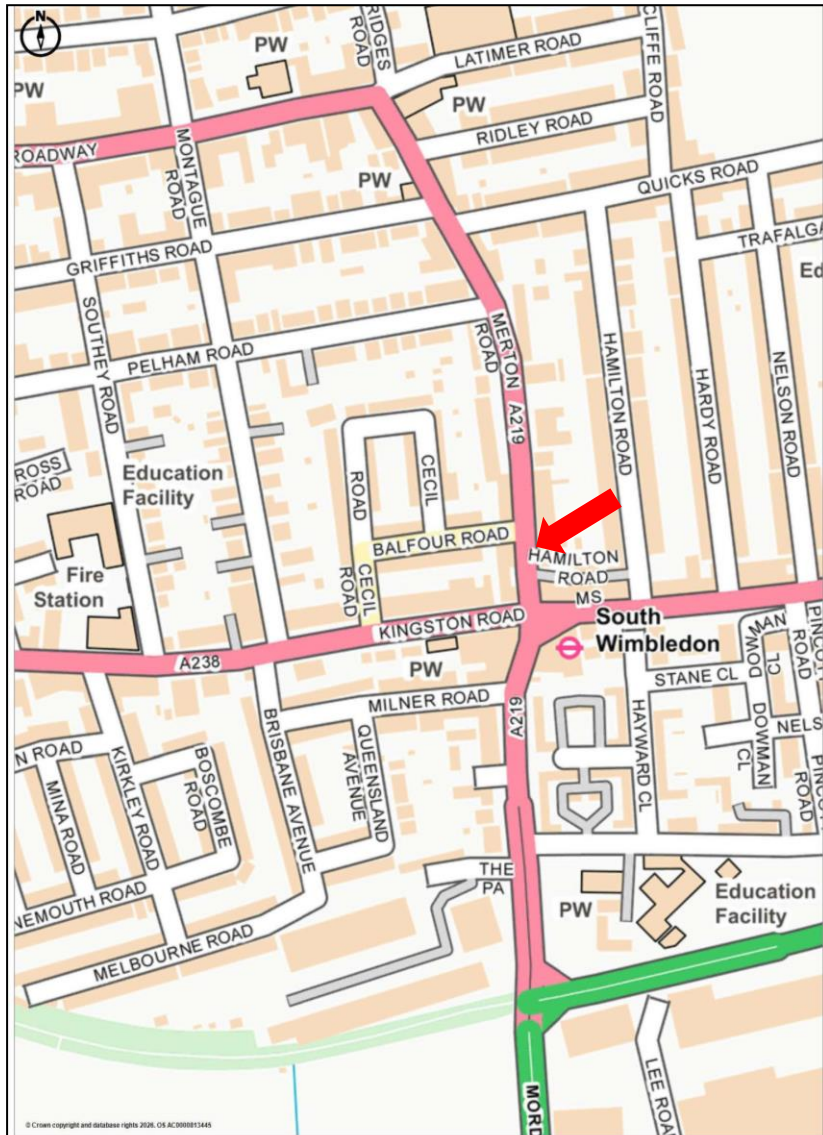 N
RIDGES
ROAD
CLIFFE ROAD
PW
LATIMER ROAD
PW
PW
RIDLEY ROAD
ROADWAY
MONTAGUE
ROAD
PW
QUICKS ROAD
GRIFFITHS ROAD
TRAFALGA
Ed
SOUTHEY ROAD
PELHAM ROAD
MERTON
ROAD
HAMILTON ROAD
HARDY ROAD
NELSON ROAD
A219
ROSS
ROAD
Education
Facility
ROAD
CECIL
BALFOUR ROAD
HAMILTON
ROAD
MS
Fire
Station
CECIL
ROAD
KINGSTON ROAD
South
Wimbledon
DOWMAN
CL
PINCOT
ROAD
A238
PW
STANE CL
MILNER ROAD
A219
HAYWARD CL
DOWMAN
CL
NELS
PINCOT
ROAD
N ROAD
MINA ROAD
KIRKLEY ROAD
BOSCOMBE
ROAD
BRISBANE AVENUE
QUEENSLAND
AVENUE
THE
PA
PW
Education
Facility
NEMOUTH ROAD
MELBOURNE ROAD
LEE ROA
MORD
© Crown copyright and database rights 2026, OS AC0000813445